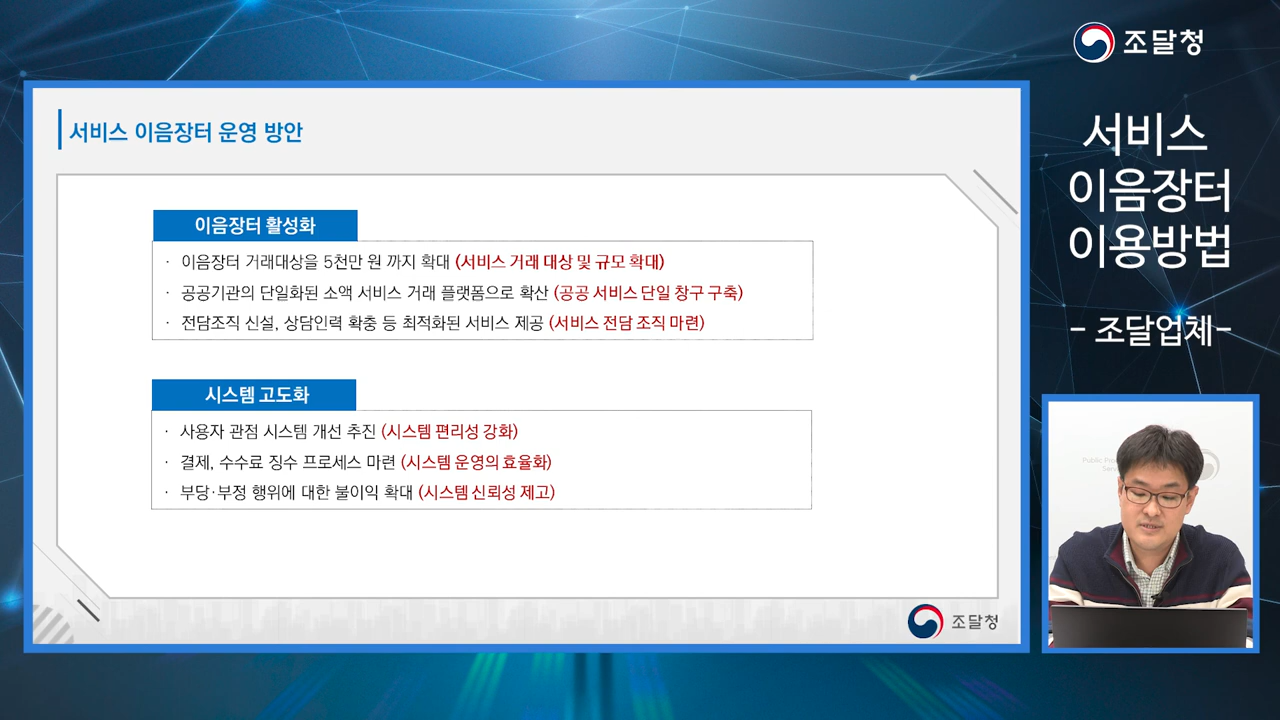 조달청
서비스 이음장터 운영 방안
이음장터 활성화
· 이음장터 거래대상을 5천만 원 까지 확대 (서비스 거래 대상 및 규모 확대)
· 공공기관의 단일화된 소액 서비스 거래 플랫폼으로 확산 (공공 서비스 단일 창구 구축)
· 전담조직 신설, 상담인력 확충 등 최적화된 서비스 제공 (서비스 전담 조직 마련)
시스템 고도화
· 사용자 관점 시스템 개선 추진 (시스템 편리성 강화)
· 결제, 수수료 징수 프로세스 마련 (시스템 운영의 효율화)
· 부당·부정 행위에 대한 불이익 확대 (시스템 신뢰성 제고)
조달청
서비스
이음장터
이용방법
- 조달업체-
Public